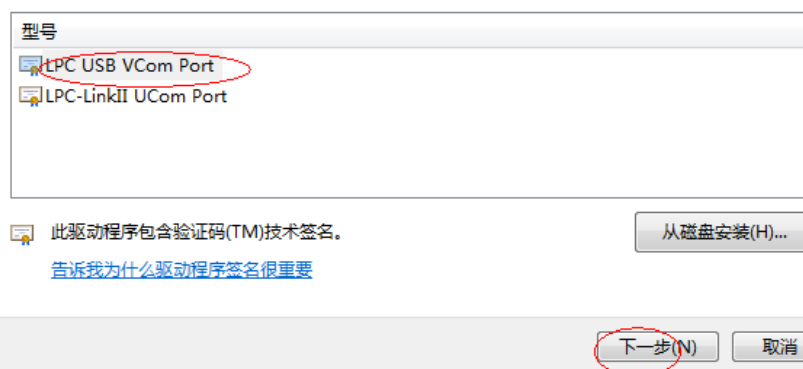 型号
LPC USB VCom Port
LPC-LinkII UCom Port
此驱动程序包含验证码(TM)技术签名。
从磁盘安装(H)...
告诉我为什么驱动程序签名很重要
下一步(N)
取消